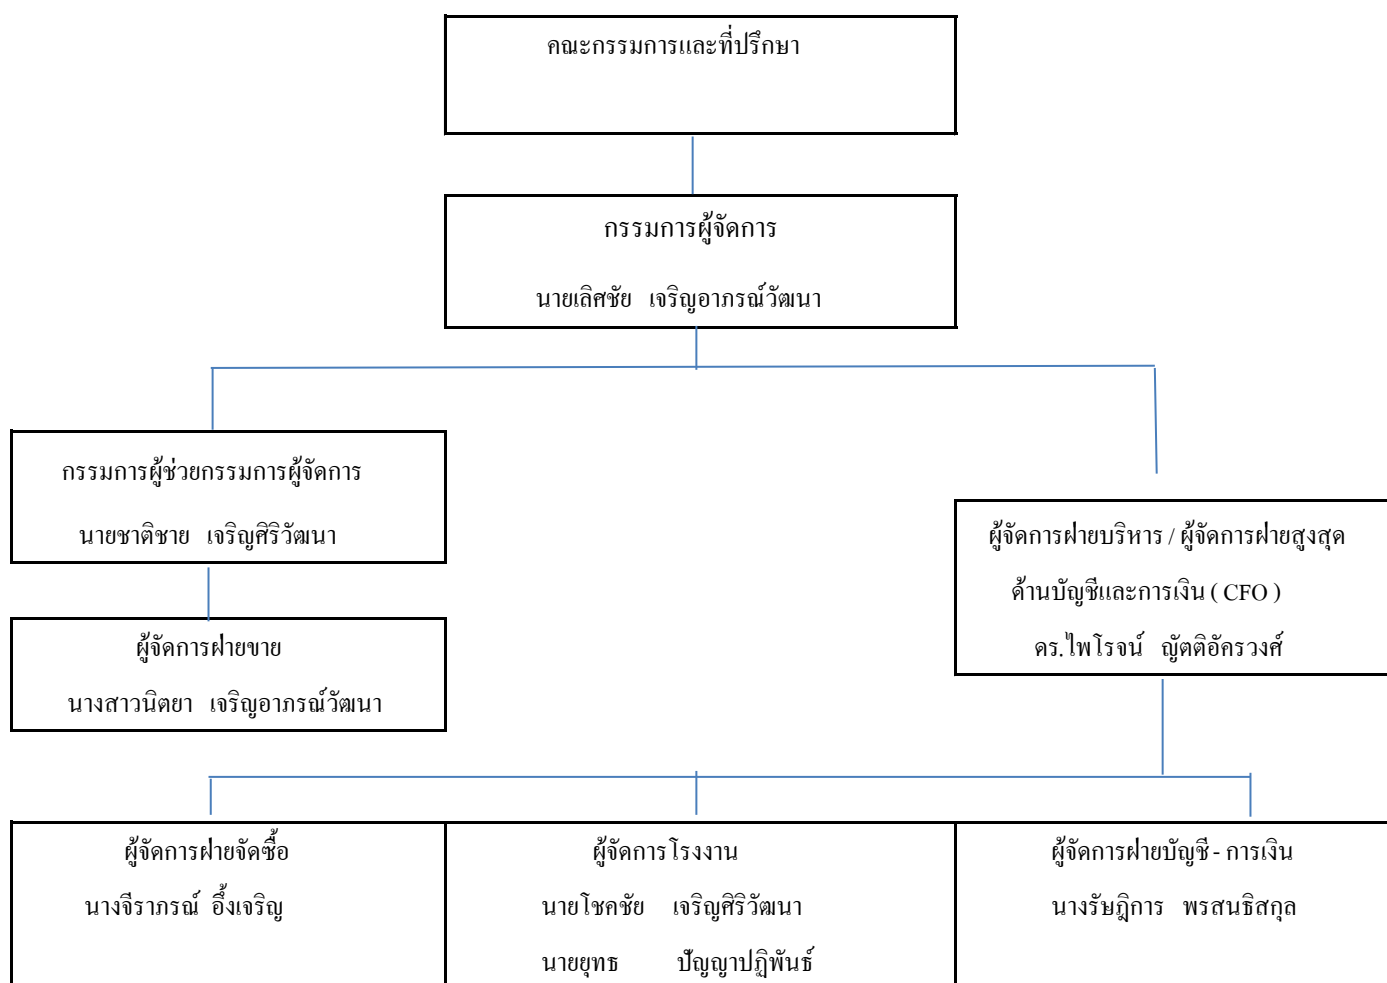 คณะกรรมการและที่ปรึกษา
กรรมการผู้จัดการ
นายเลิศชัย เจริญอาภรณ์วัฒนา
กรรมการผู้ช่วยกรรมการผู้จัดการ
นายชาติชาย เจริญศิริวัฒนา
ผู้จัดการฝ่ายบริหาร / ผู้จัดการฝ่ายสูงสุด
ด้านบัญชีและการเงิน ( CFO )
ดร.ไพโรจน์ ญัตติอัครวงศ์
ผู้จัดการฝ่ายขาย
นางสาวนิตยา เจริญอาภรณ์วัฒนา
ผู้จัดการฝ่ายจัดซื้อ
นางจีราภรณ์ อึ้งเจริญ
ผู้จัดการโรงงาน
นายโชคชัย เจริญศิริวัฒนา
นายยุทธ ปัญญาปฏิพันธ์
ผู้จัดการฝ่ายบัญชี - การเงิน
นางรัษฎิการ พรสนธิสกุล